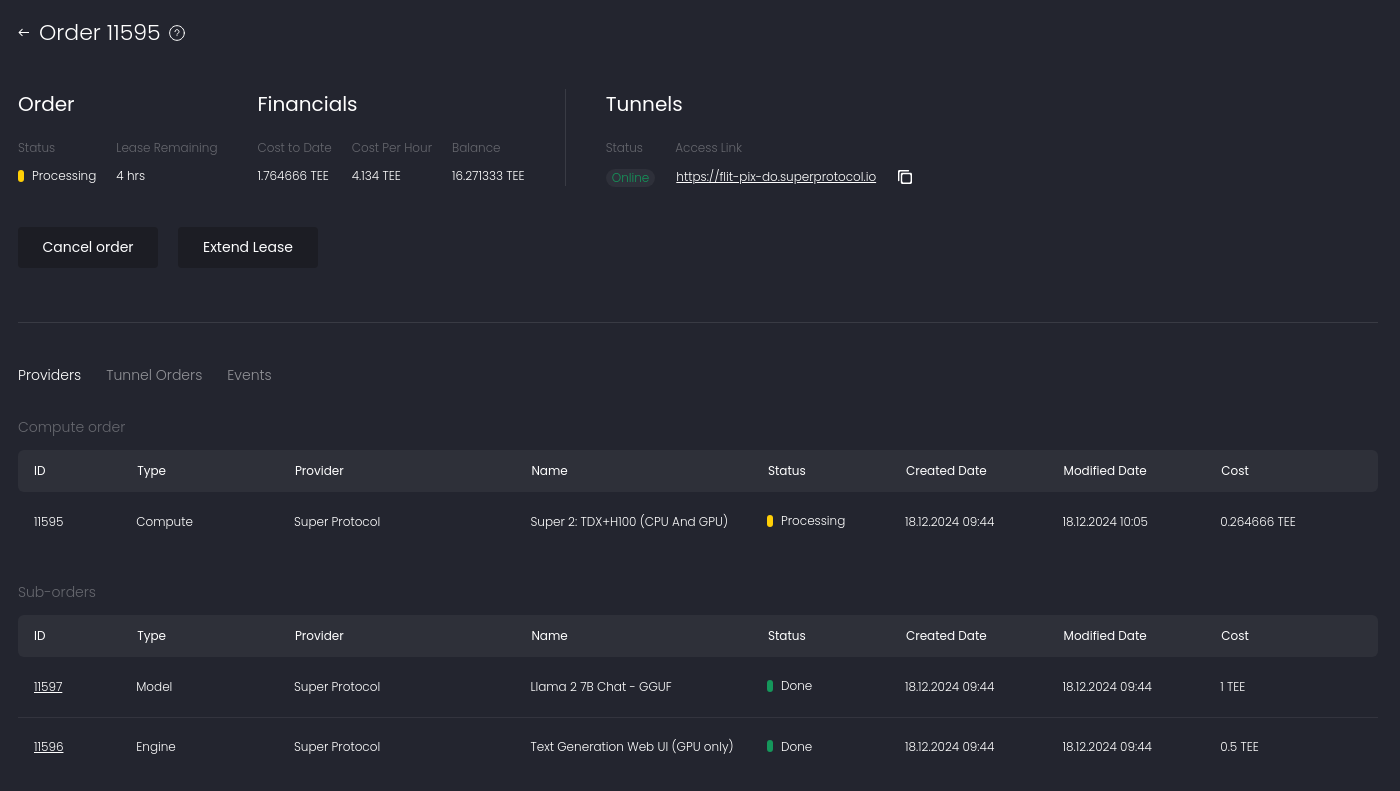 ← Order 11595 ?
Order Financials Tunnels
Status Lease Remaining Cost to Date Cost Per Hour Balance Status Access Link
Processing 4 hrs 1.764666 TEE 4.134 TEE 16.271333 TEE Online https://flit-pix-do.superprotocol.io
Cancel order Extend Lease
Providers Tunnel Orders Events
Compute order
ID Type Provider Name Status Created Date Modified Date Cost
11595 Compute Super Protocol Super 2: TDX+H100 (CPU And GPU) Processing 18.12.2024 09:44 18.12.2024 10:05 0.264666 TEE
Sub-orders
ID Type Provider Name Status Created Date Modified Date Cost
11597 Model Super Protocol Llama 2 7B Chat - GGUF Done 18.12.2024 09:44 18.12.2024 09:44 1 TEE
11596 Engine Super Protocol Text Generation Web UI (GPU only) Done 18.12.2024 09:44 18.12.2024 09:44 0.5 TEE